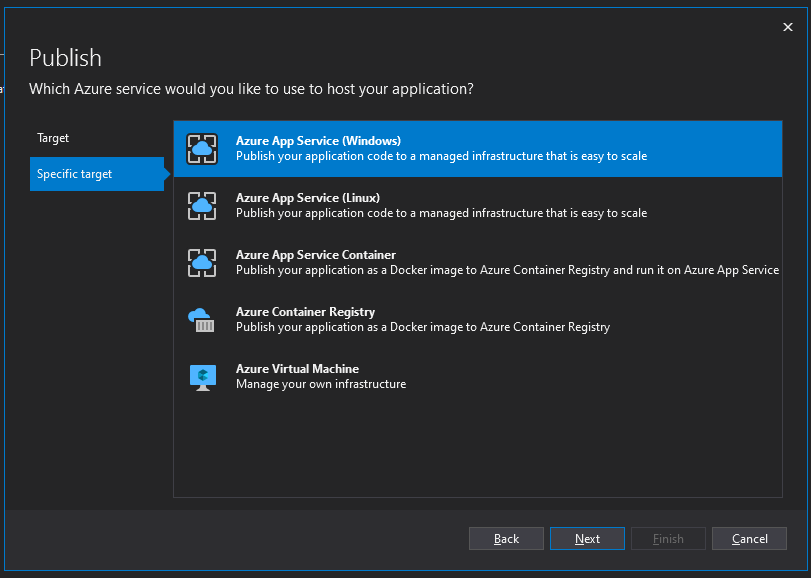 Publish
Which Azure service would you like to use to host your application?
Target
Specific target
Azure App Service (Windows)
Publish your application code to a managed infrastructure that is easy to scale
Azure App Service (Linux)
Publish your application code to a managed infrastructure that is easy to scale
Azure App Service Container
Publish your application as a Docker image to Azure Container Registry and run it on Azure App Service
Azure Container Registry
Publish your application as a Docker image to Azure Container Registry
Azure Virtual Machine
Manage your own infrastructure
Back
Next
Finish
Cancel